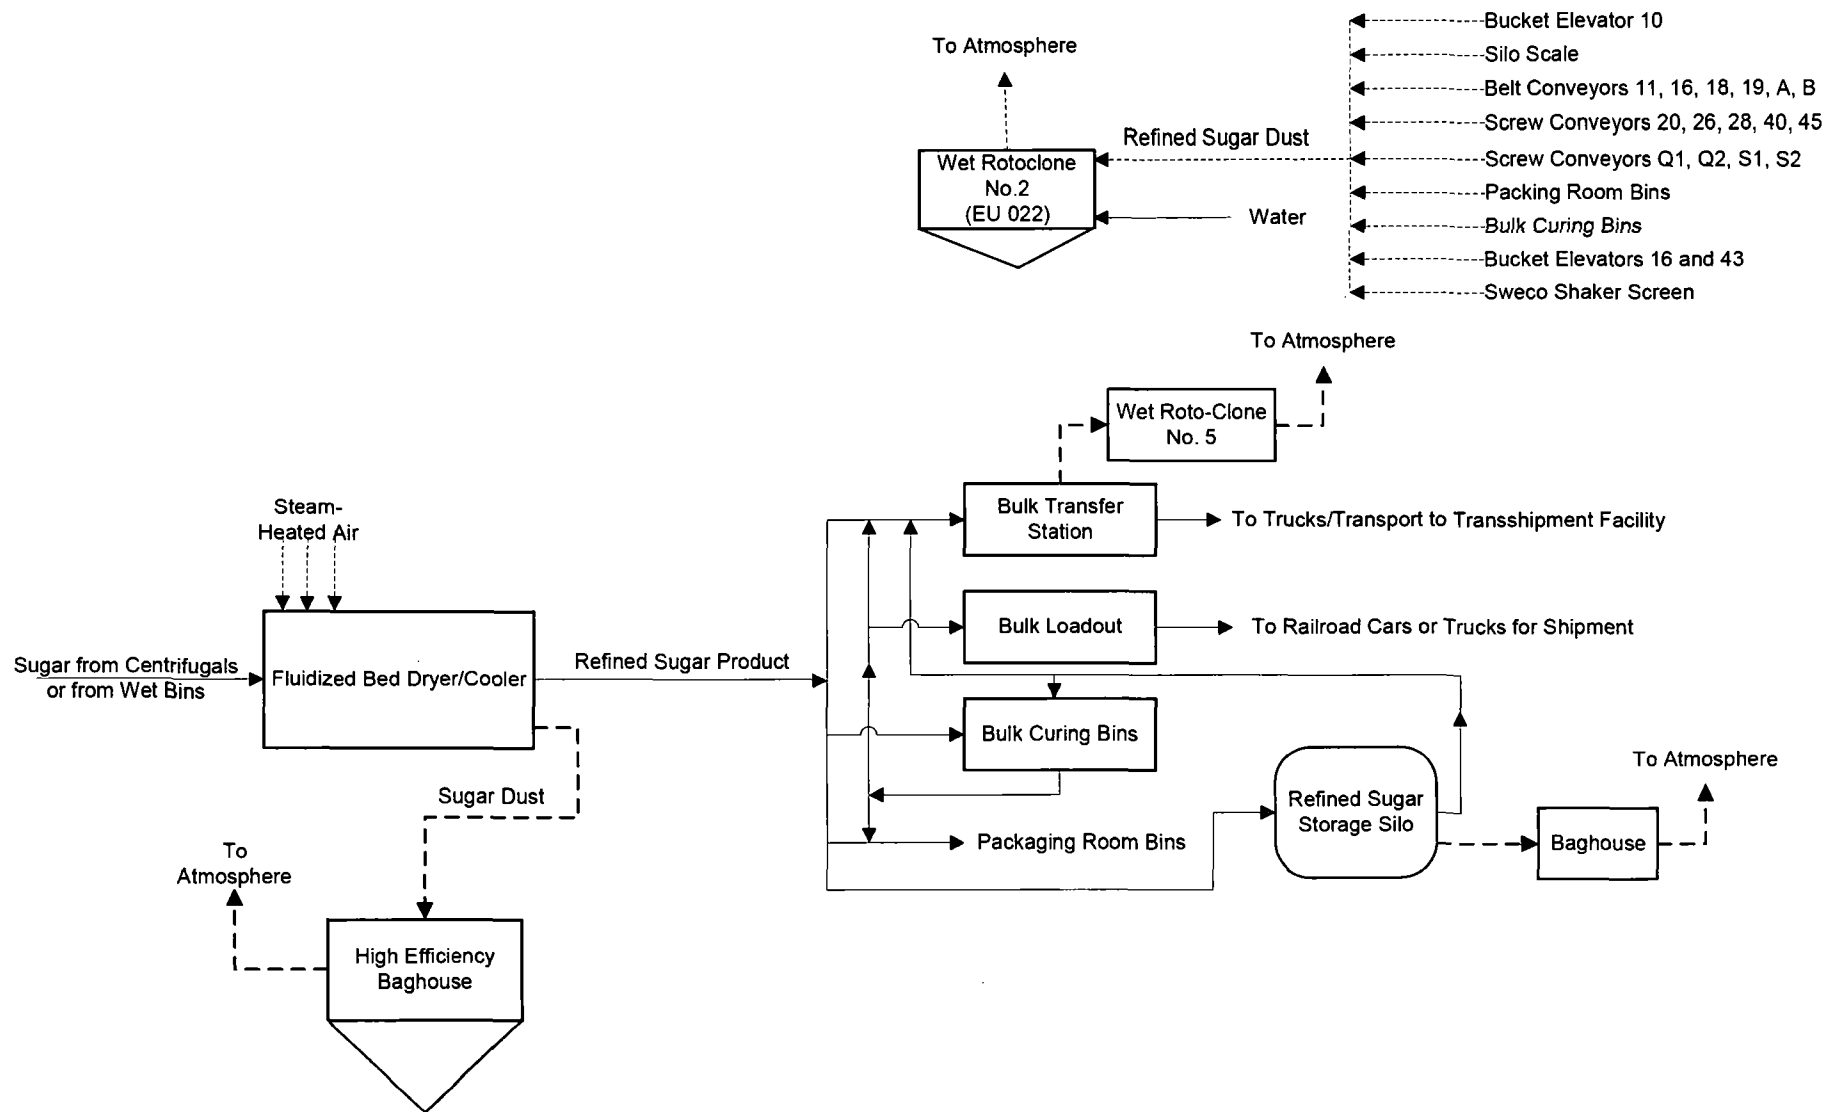 Bucket Elevator 10
To Atmosphere
Silo Scale
Belt Conveyors 11, 16, 18, 19, A, B
Screw Conveyors 20, 26, 28, 40, 45
Refined Sugar Dust
Wet Rotoclone
No.2
(EU 022)
Screw Conveyors Q1, Q2, S1, S2
Packing Room Bins
Water
Bulk Curing Bins
Bucket Elevators 16 and 43
Sweco Shaker Screen
To Atmosphere
Wet Roto-Clone
No. 5
Steam-
Heated Air
Bulk Transfer
Station
To Trucks/Transport to Transshipment Facility
Bulk Loadout
To Railroad Cars or Trucks for Shipment
Sugar from Centrifugals
or from Wet Bins
Fluidized Bed Dryer/Cooler
Refined Sugar Product
Bulk Curing Bins
To Atmosphere
Sugar Dust
Refined Sugar
Storage Silo
Packaging Room Bins
Baghouse
To
Atmosphere
High Efficiency
Baghouse